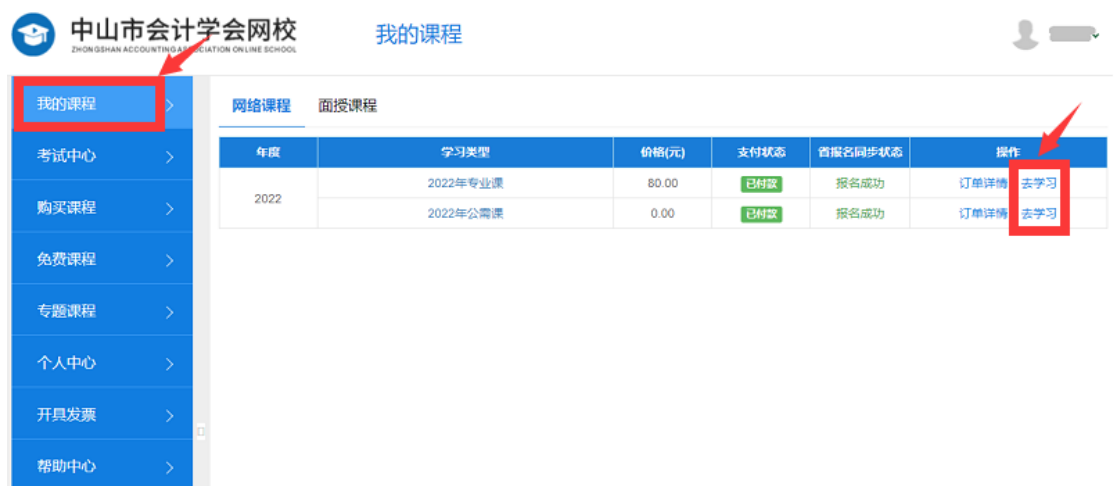 中山市会计学会网校
ZHONGSHAN ACCOUNTING ASSOCIATION ONLINE SCHOOL
我的课程
我的课程
考试中心
购买课程
免费课程
专题课程
个人中心
开具发票
帮助中心
网络课程 面授课程
年度 学习类型 价格(元) 支付状态 省报名同步状态 操作
2022 2022年专业课 80.00 已付款 报名成功 订单详情 去学习
2022年公需课 0.00 已付款 报名成功 订单详情 去学习